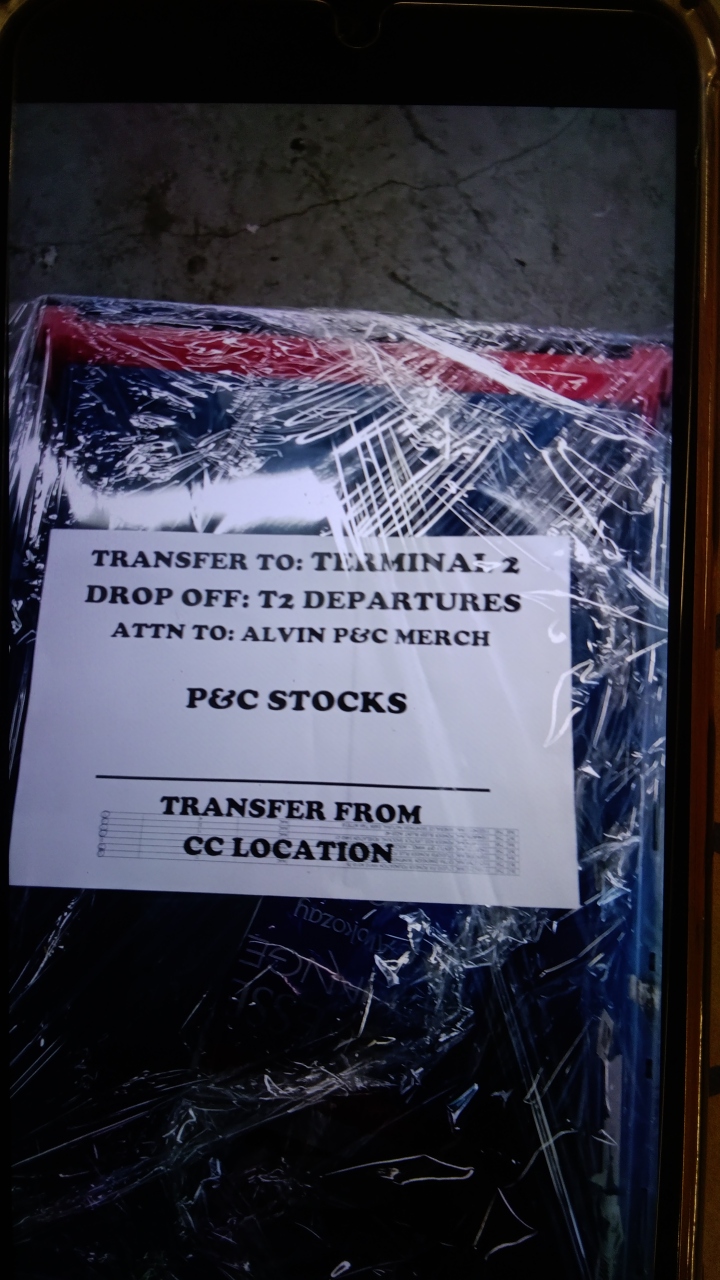 TRANSFER TO: TERMINAL 2
DROP OFF: T2 DEPARTURES
ATTN TO: ALVIN P&C MERCH
P&C STOCKS
TRANSFER FROM
CC LOCATION